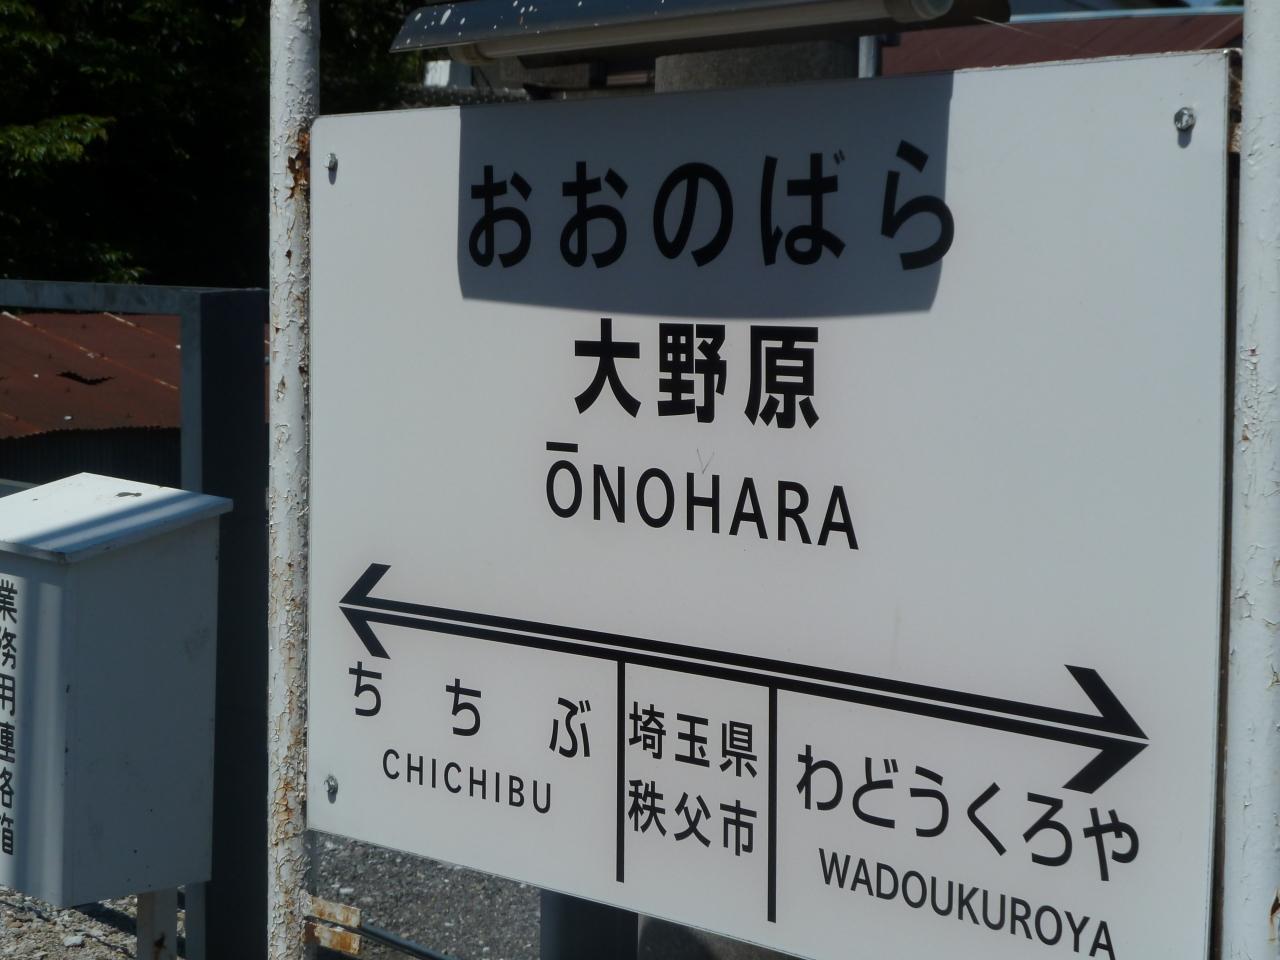 おおのばら
大野原
ŌNOHARA
ちちぶ
CHICHIBU
埼玉県
秩父市
わどうくろや
WADOUKUROYA
業務用連絡箱